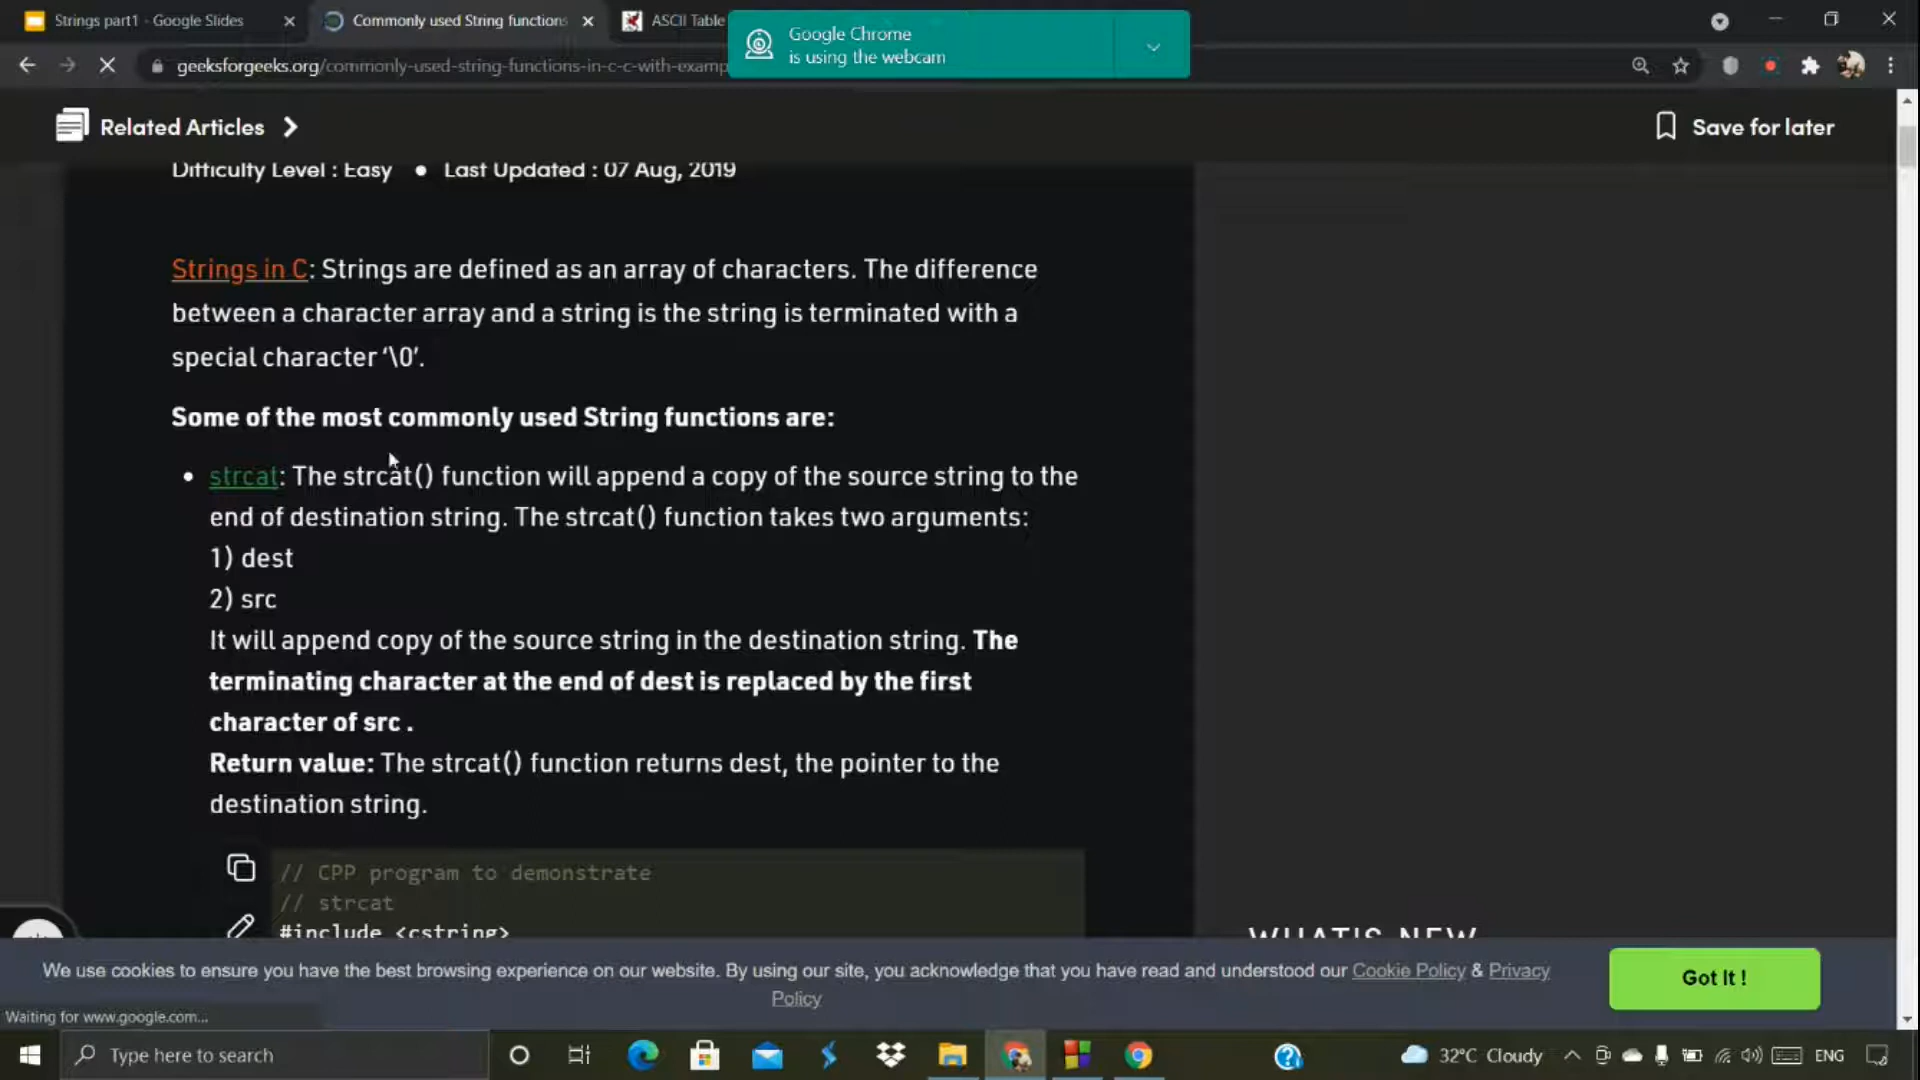 Strings part1 - Google Slides
Commonly used String functions
ASCII Table
Google Chrome
is using the webcam
geeksforgeeks.org/commonly-used-string-functions-in-c-c-with-examp
Related Articles
Save for later
Difficulty Level : Easy ● Last Updated : 07 Aug, 2019
Strings in C: Strings are defined as an array of characters. The difference
between a character array and a string is the string is terminated with a
special character ‘\0’.
Some of the most commonly used String functions are:
• strcat: The strcat() function will append a copy of the source string to the
end of destination string. The strcat() function takes two arguments:
1) dest
2) src
It will append copy of the source string in the destination string. The
terminating character at the end of dest is replaced by the first
character of src .
Return value: The strcat() function returns dest, the pointer to the
destination string.
// CPP program to demonstrate
// strcat
#include <cstring>
WHAT'S NEW
We use cookies to ensure you have the best browsing experience on our website. By using our site, you acknowledge that you have read and understood our Cookie Policy & Privacy
Policy
Got It !
Waiting for www.google.com...
Type here to search
32°C Cloudy
ENG